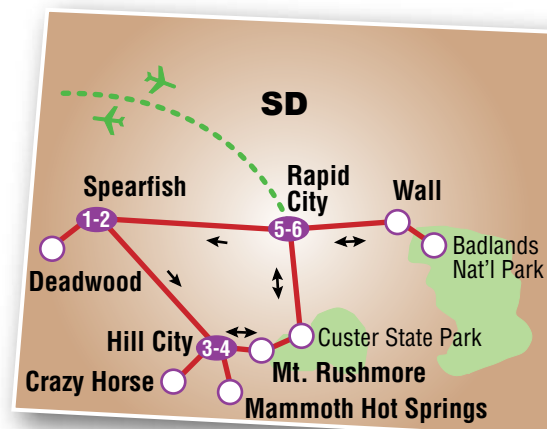 SD
Spearfish
1-2
Rapid
City
5-6
Wall
Badlands
Nat'l Park
Deadwood
Hill City
3-4
Custer State Park
Mt. Rushmore
Crazy Horse
Mammoth Hot Springs